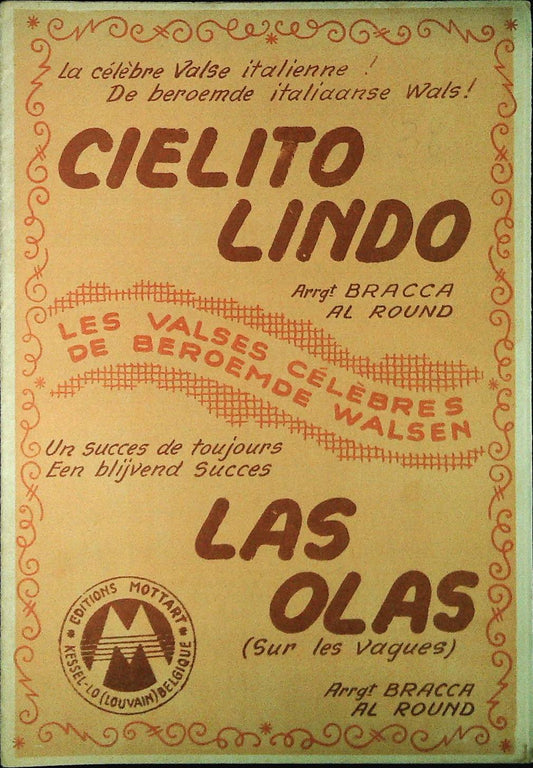 La célèbre Valse italienne !
De beroemde italiaanse Wals !
CIELITO
LINDO
Arrgt BRACCA
AL ROUND
LES VALSES CÉLÈBRES
DE BEROEMDE WALSEN
Un succes de toujours
Een blijvend Succes
LAS
OLAS
(Sur les vagues)
EDITIONS MOTTART
KESSEL-LO (LOUVAIN) BELGIQUE
Arrgt BRACCA
AL ROUND